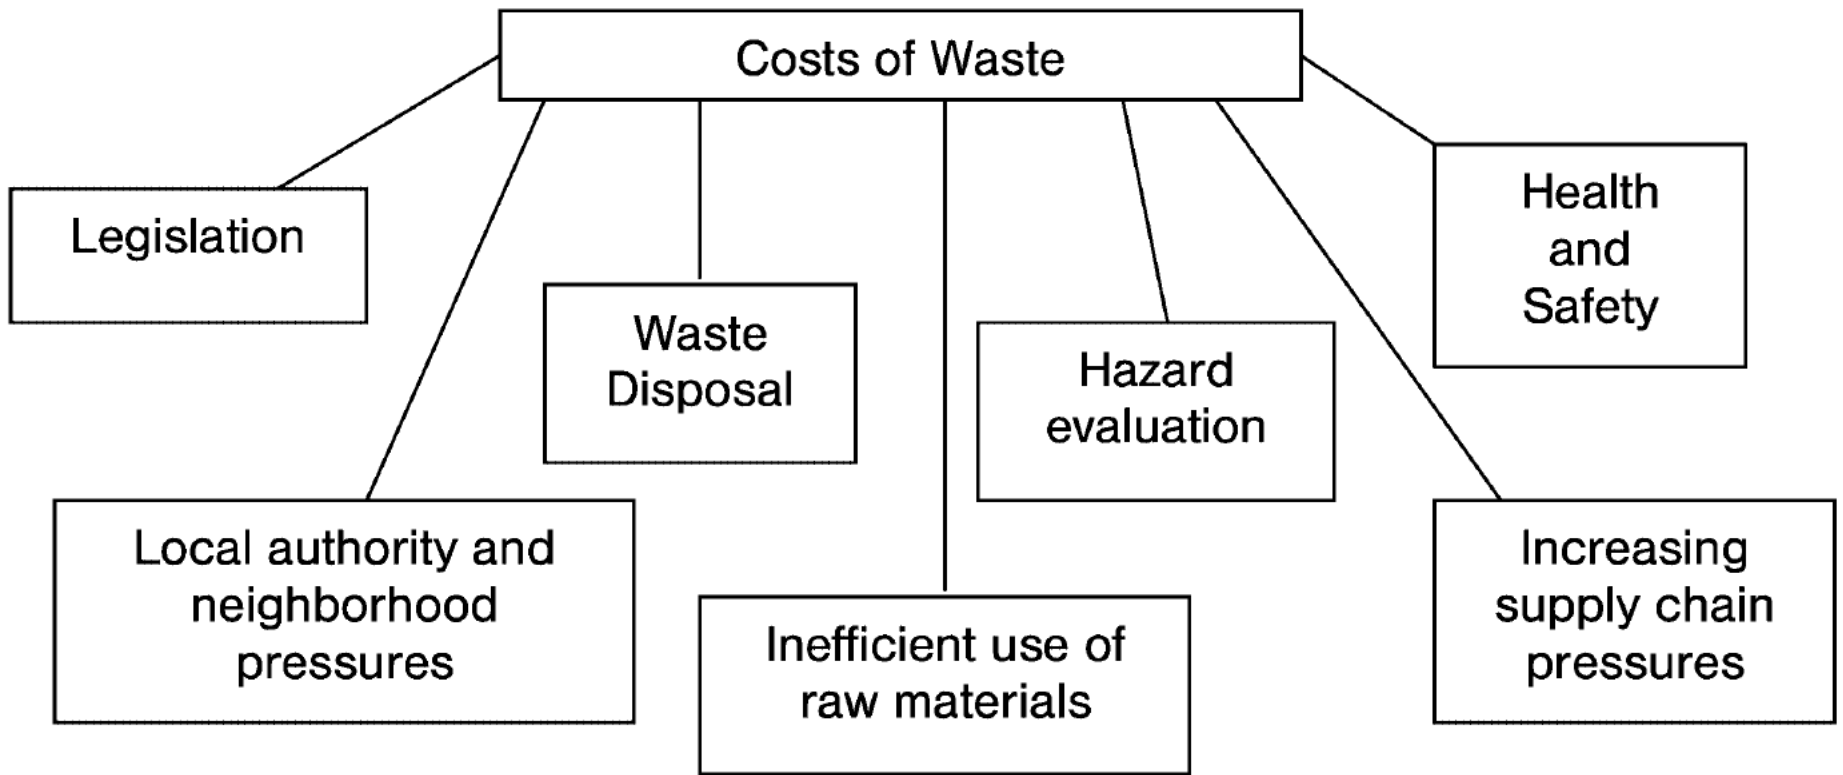 Costs of Waste
Legislation
Health
and
Safety
Waste
Disposal
Hazard
evaluation
Local authority and
neighborhood
pressures
Inefficient use of
raw materials
Increasing
supply chain
pressures